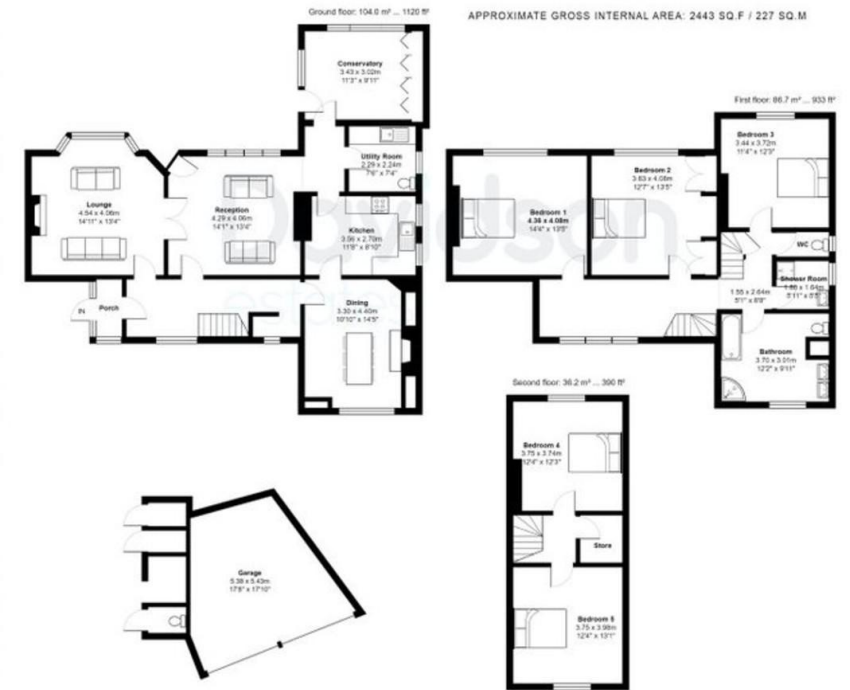 APPROXIMATE GROSS INTERNAL AREA: 2443 SQ.F / 227 SQ.M
Ground floor: 104.0 m² ... 1120 ft²
Conservatory
3.43 x 3.02m
11'3" x 9'11"
Utility Room
2.29 x 2.24m
7'6" x 7'4"
Lounge
4.54 x 4.06m
14'11" x 13'4"
Reception
4.29 x 4.06m
14'1" x 13'4"
Kitchen
3.56 x 2.70m
11'8" x 8'10"
IN
Porch
Dining
3.30 x 4.40m
10'10" x 14'5"
Davidson
estates
First floor: 86.7 m² ... 933 ft²
Bedroom 3
3.44 x 3.72m
11'4" x 12'3"
Bedroom 2
3.83 x 4.08m
12'7" x 13'5"
Bedroom 1
4.36 x 4.08m
14'4" x 13'5"
WC
Shower Room
1.64m
5'11" x
1.55 x 2.64m
5'1" x 8'8"
Bathroom
3.70 x 3.01m
12'2" x 9'11"
Second floor: 36.2 m² ... 390 ft²
Bedroom 4
3.75 x 3.74m
12'4" x 12'3"
Store
Bedroom 5
3.75 x 3.98m
12'4" x 13'1"
Garage
5.38 x 5.43m
17'8" x 17'10"